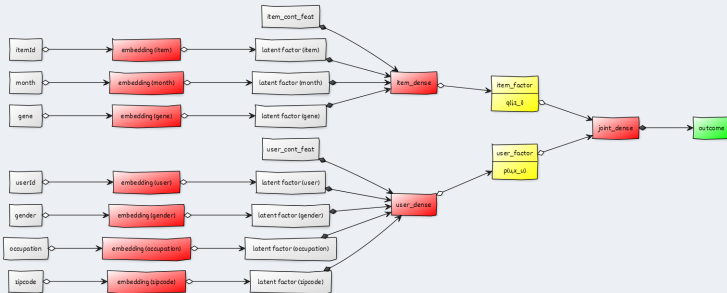 item_cont_feat
itemId
embedding (item)
latent factor (item)
month
embedding (month)
latent factor (month)
item_dense
item_factor
gene
embedding (gene)
latent factor (gene)
joint_dense
outcome
user_cont_feat
user_factor
p(u,x_u)
userId
embedding (user)
latent factor (user)
user_dense
gender
embedding (gender)
latent factor (gender)
occupation
embedding (occupation)
latent factor (occupation)
zipcode
embedding (zipcode)
latent factor (zipcode)